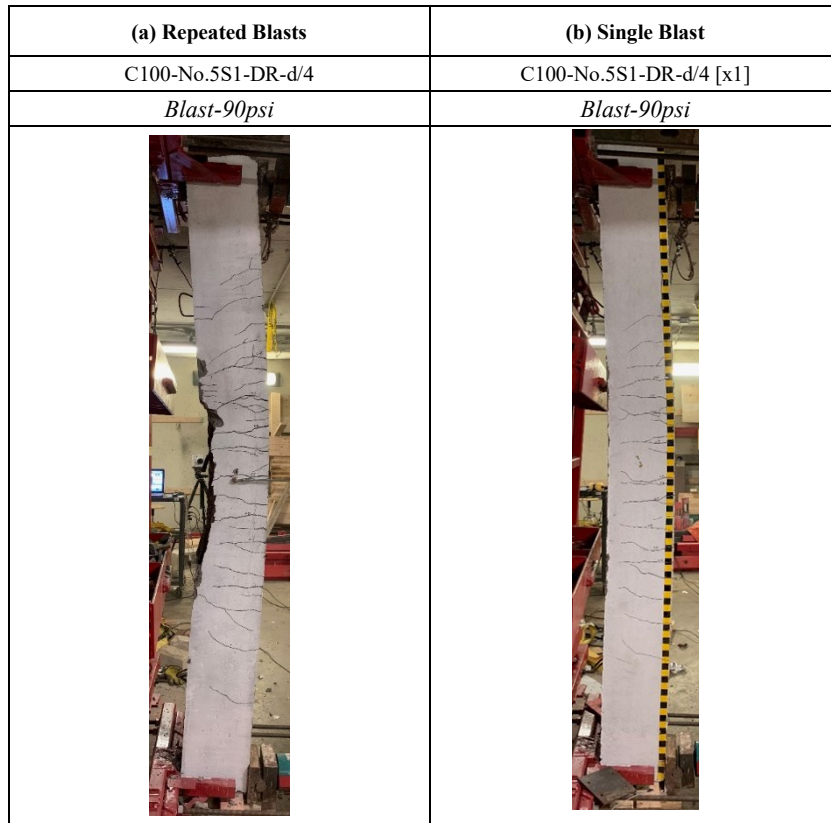 (a) Repeated Blasts
(b) Single Blast
C100-No.5S1-DR-d/4
C100-No.5S1-DR-d/4 [x1]
Blast-90psi
Blast-90psi